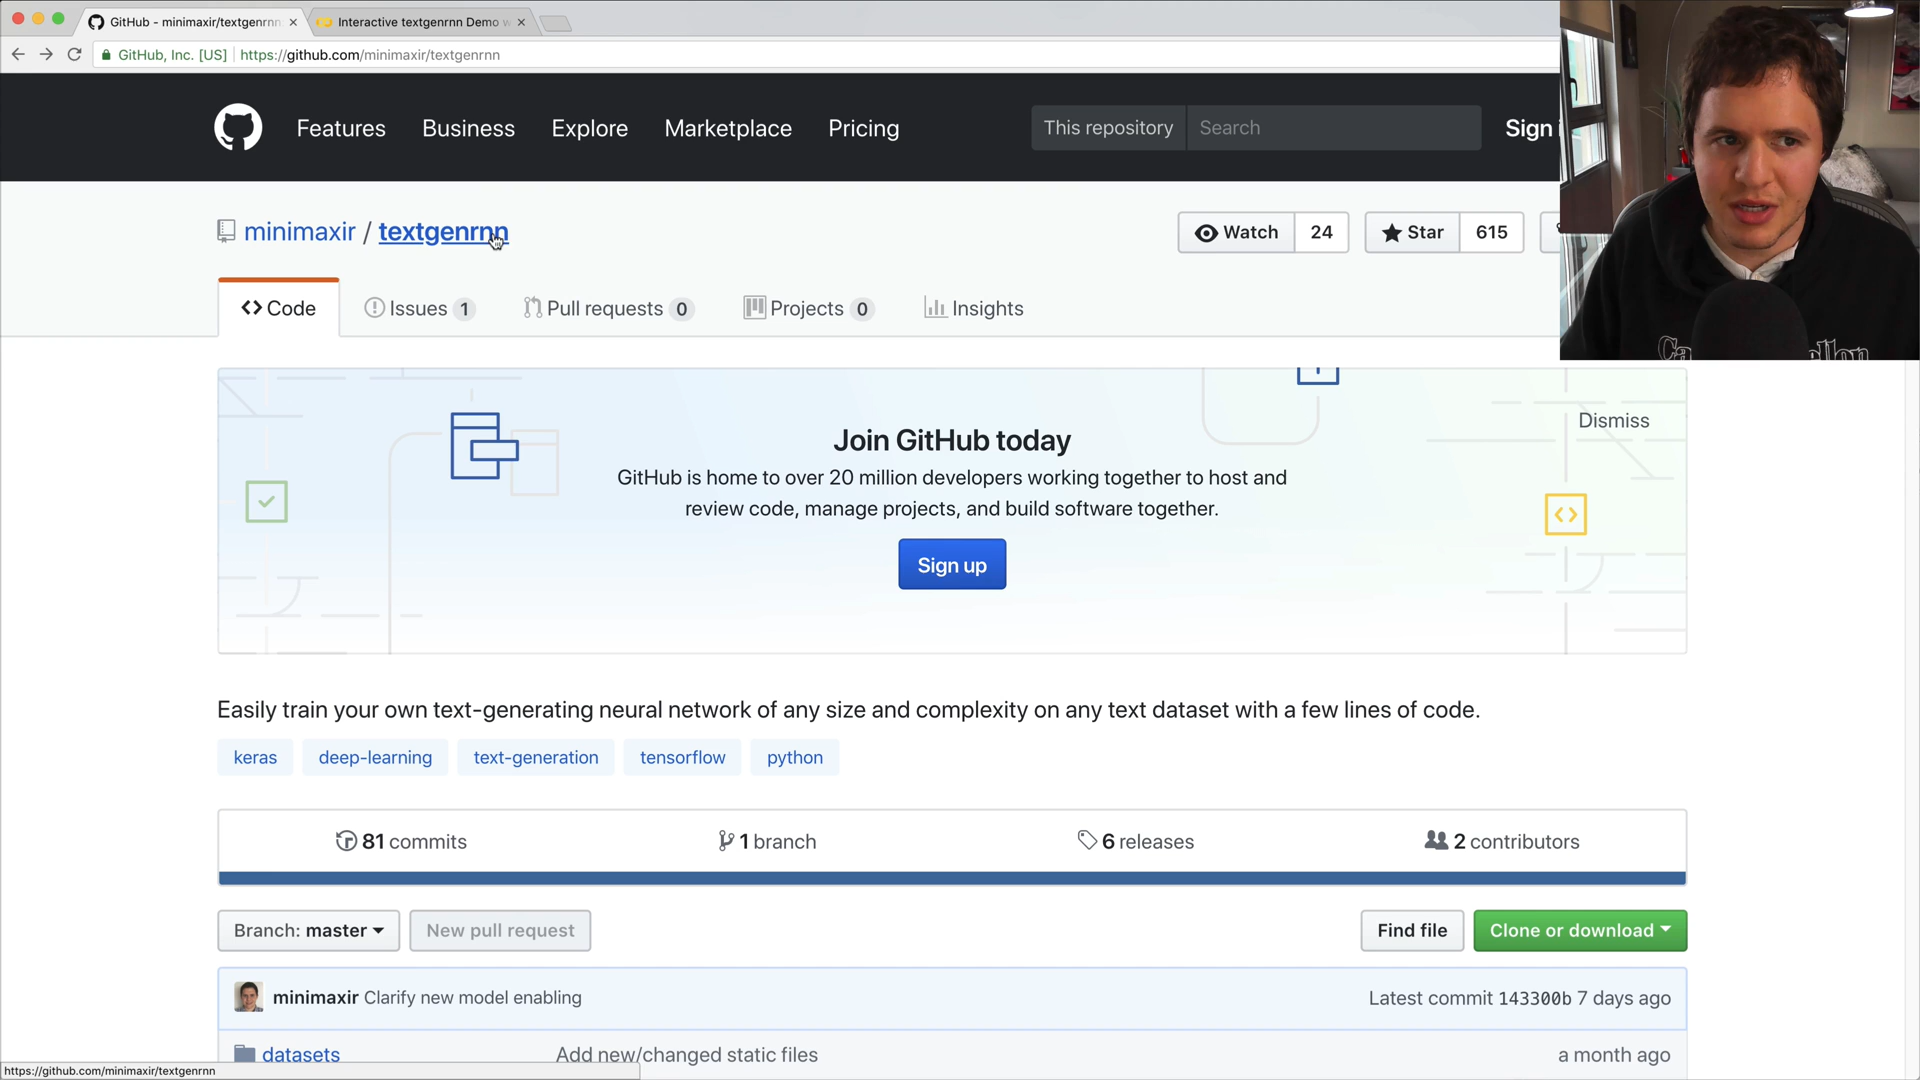 GitHub - minimaxir/textgenrnn
Interactive textgenrnn Demo w
GitHub, Inc. [US] https://github.com/minimaxir/textgenrnn
Features Business Explore Marketplace Pricing This repository Search Sign i
minimaxir / textgenrnn
Watch 24 Star 615
Code Issues 1 Pull requests 0 Projects 0 Insights
Join GitHub today
Dismiss
GitHub is home to over 20 million developers working together to host and
review code, manage projects, and build software together.
Sign up
Easily train your own text-generating neural network of any size and complexity on any text dataset with a few lines of code.
keras deep-learning text-generation tensorflow python
81 commits 1 branch 6 releases 2 contributors
Branch: master New pull request Find file Clone or download
minimaxir Clarify new model enabling Latest commit 143300b 7 days ago
datasets Add new/changed static files a month ago
https://github.com/minimaxir/textgenrnn